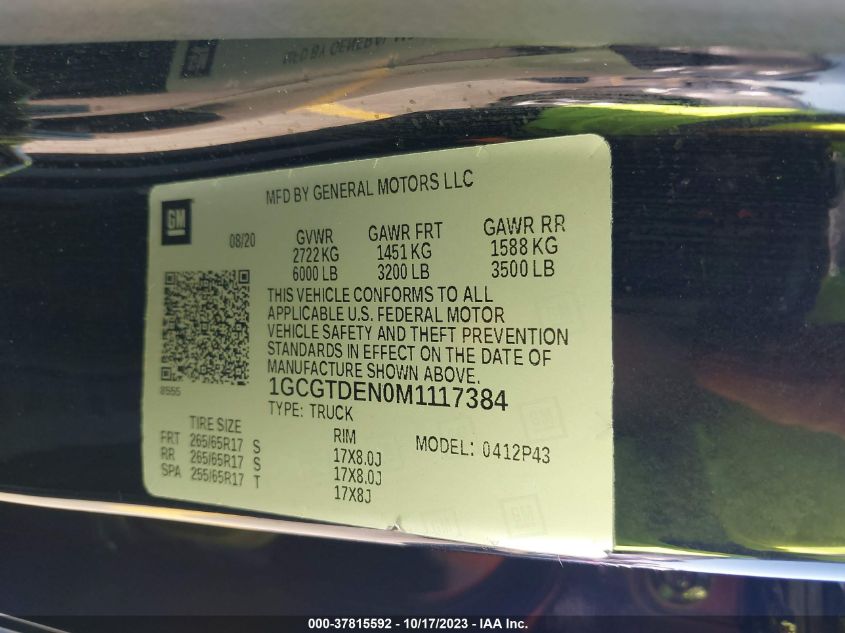 MFD BY GENERAL MOTORS LLC
GM
08/20
GVWR GAWR FRT GAWR RR
2722 KG 1451 KG 1588 KG
6000 LB 3200 LB 3500 LB
THIS VEHICLE CONFORMS TO ALL
APPLICABLE U.S. FEDERAL MOTOR
VEHICLE SAFETY AND THEFT PREVENTION
STANDARDS IN EFFECT ON THE DATE OF
MANUFACTURE SHOWN ABOVE.
8555
1GCGTDEN0M1117384
TYPE: TRUCK
TIRE SIZE RIM MODEL: 0412P43
FRT 265/65R17 S 17X8.0J
RR 265/65R17 S 17X8.0J
SPA 255/65R17 T 17X8J
000-37815592 / 10/17/2023 - IAA Inc.